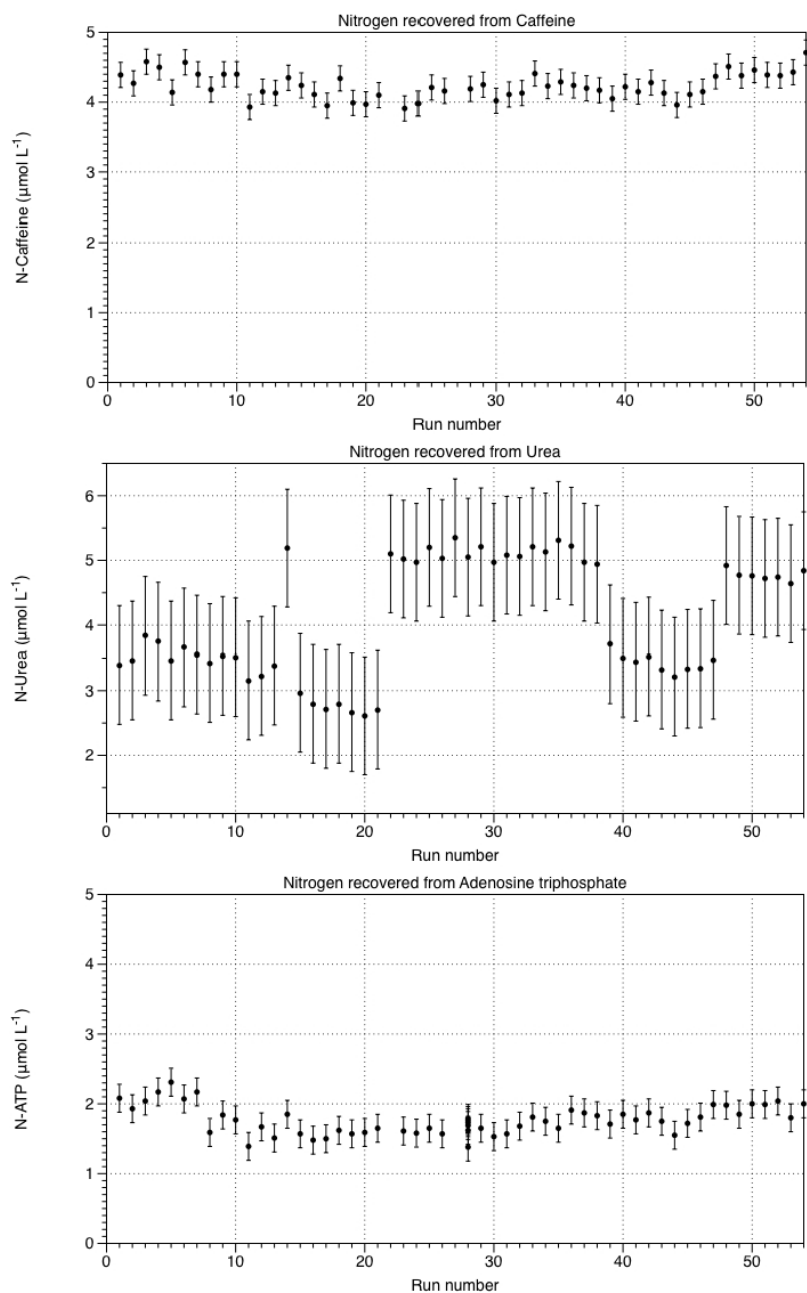 Nitrogen recovered from Caffeine
5
4
3
2
1
0
N-Caffeine (µmol L⁻¹)
0 10 20 30 40 50
Run number
Nitrogen recovered from Urea
6
5
4
3
2
N-Urea (µmol L⁻¹)
0 10 20 30 40 50
Run number
Nitrogen recovered from Adenosine triphosphate
5
4
3
2
1
0
N-ATP (µmol L⁻¹)
0 10 20 30 40 50
Run number